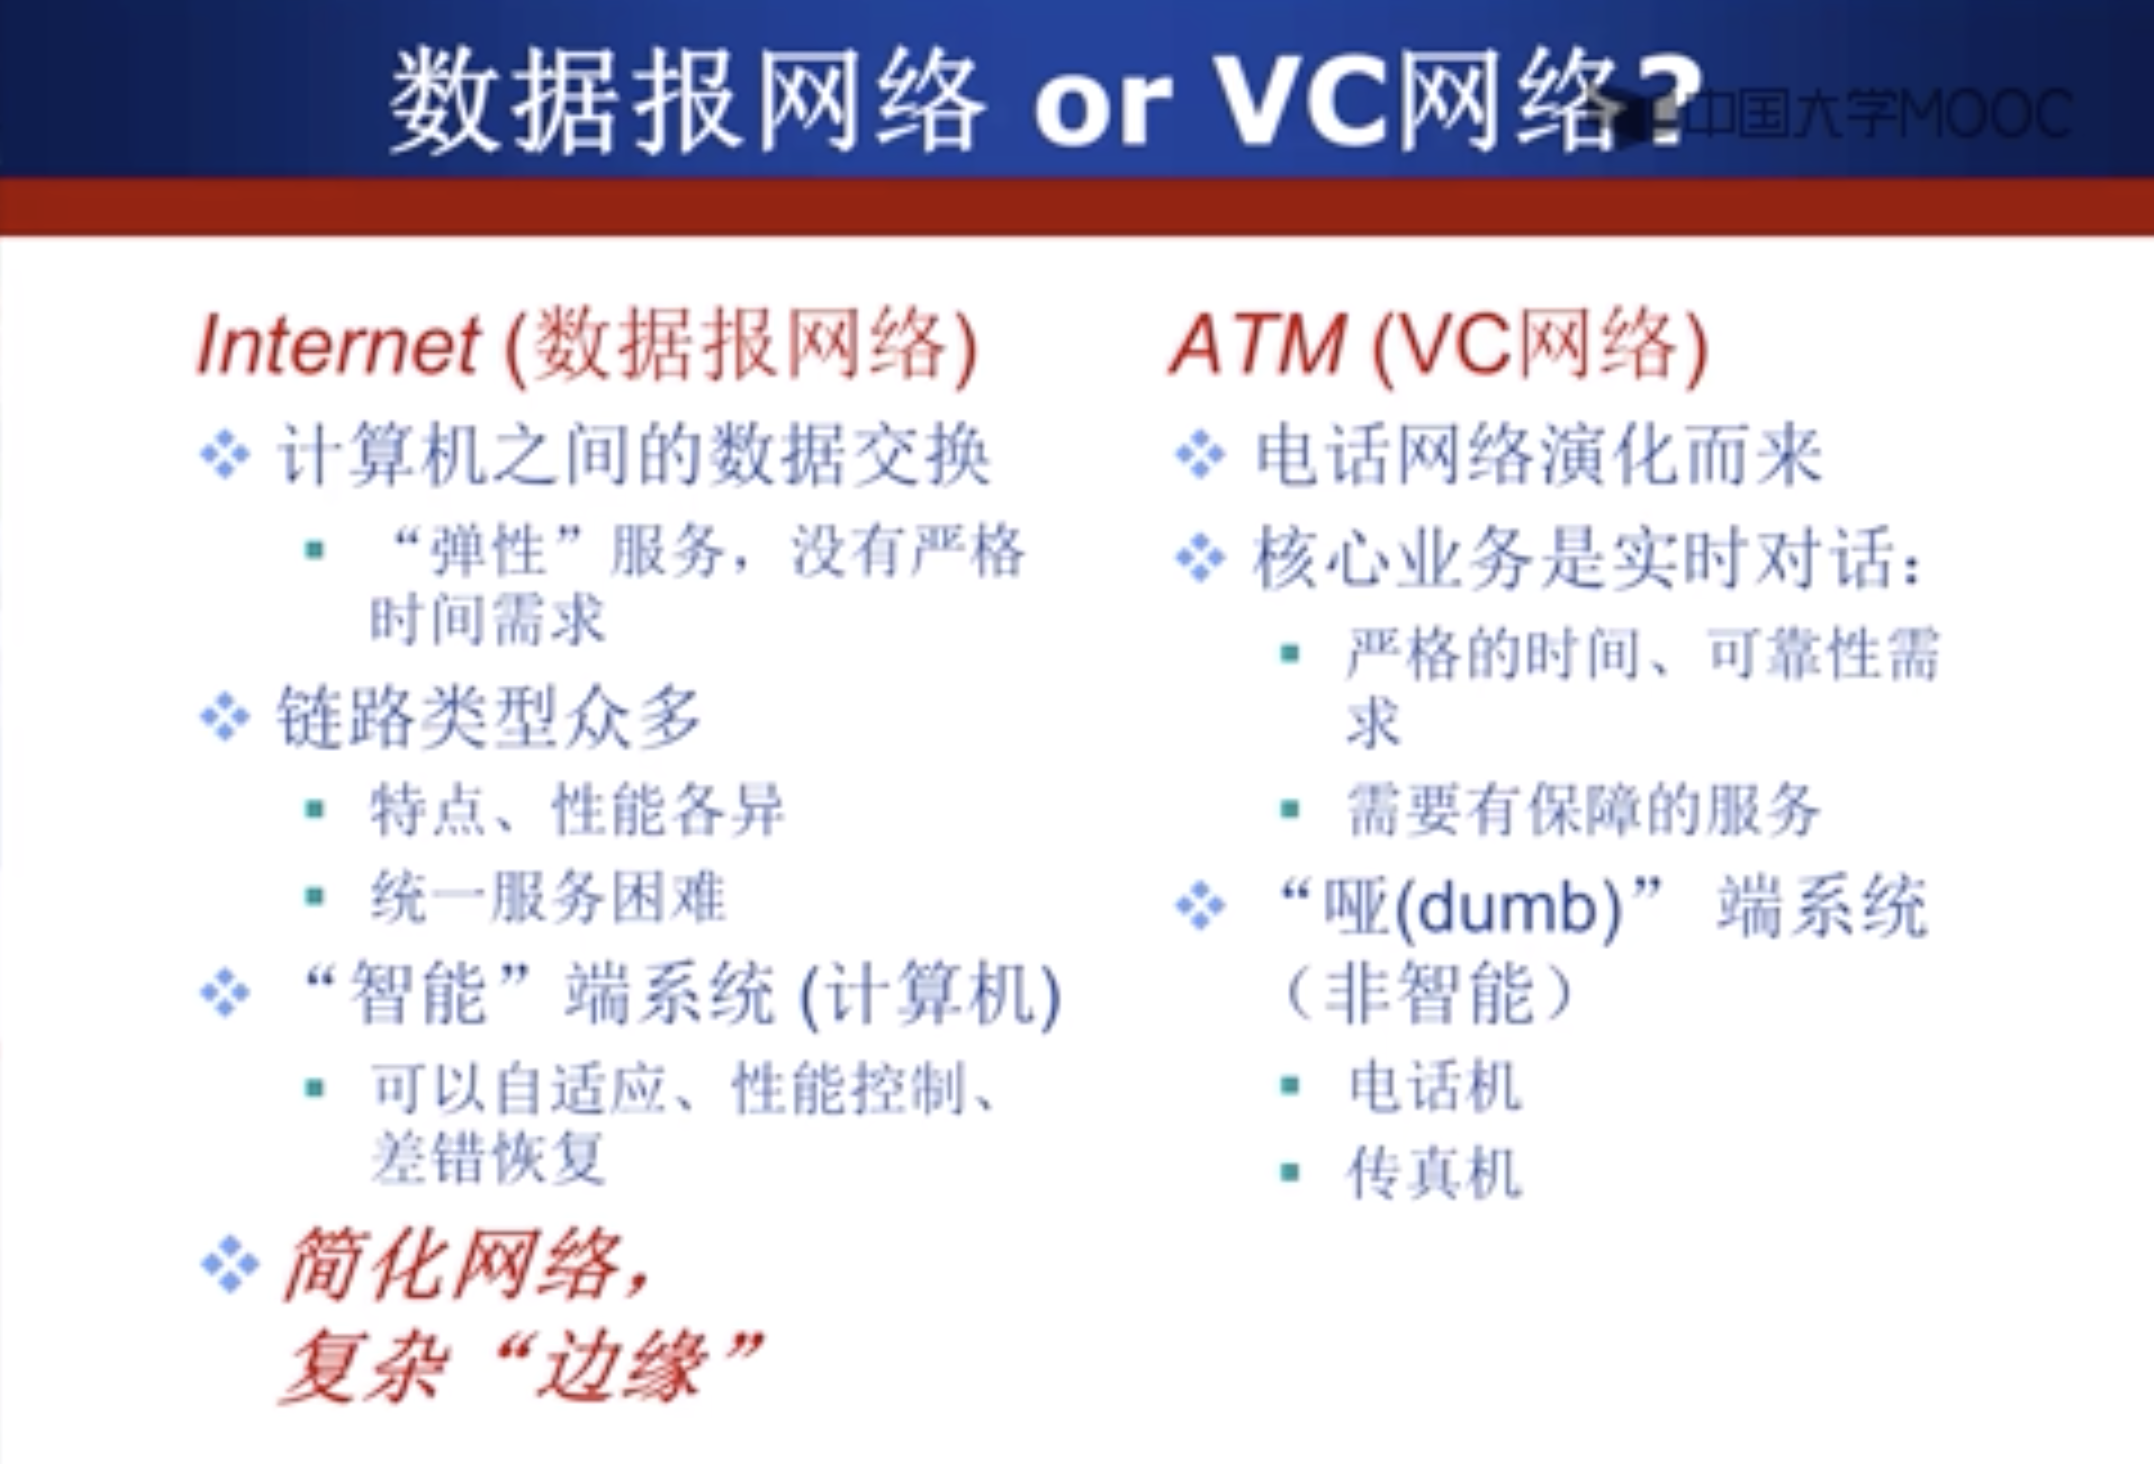 数据报网络 or VC网络?
中国大学MOOC
Internet (数据报网络)
计算机之间的数据交换
“弹性”服务，没有严格
时间需求
链路类型众多
特点、性能各异
统一服务困难
“智能”端系统 (计算机)
可以自适应、性能控制、
差错恢复
简化网络，
复杂“边缘”
ATM (VC网络)
电话网络演化而来
核心业务是实时对话：
严格的时间、可靠性需
求
需要有保障的服务
“哑(dumb)” 端系统
（非智能）
电话机
传真机